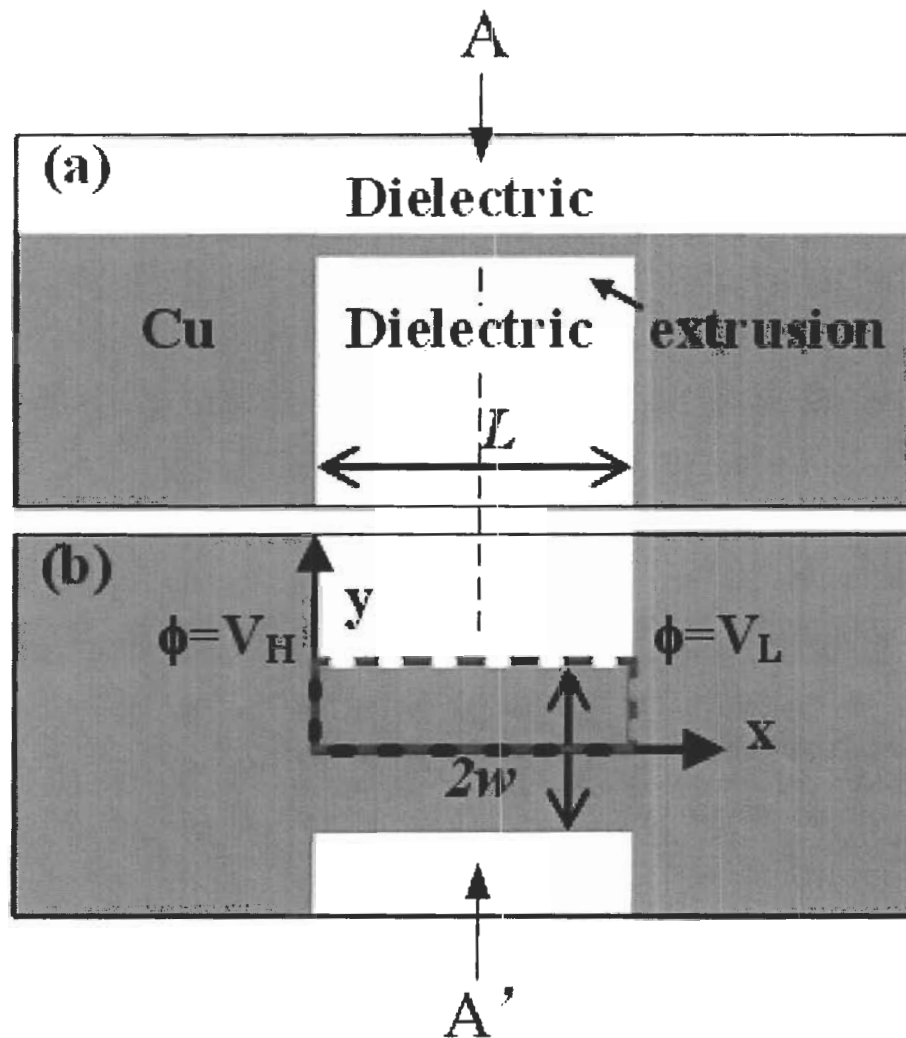 A
(a)
Dielectric
Cu Dielectric extrusion
L
(b)
y
ϕ=V_H ϕ=V_L
x
2w
A’